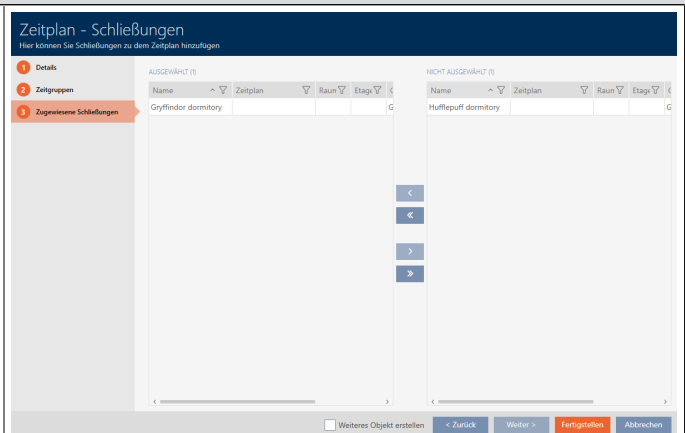 Zeitplan - Schließungen
Hier können Sie Schließungen zu dem Zeitplan hinzufügen
1 Details
2 Zeitgruppen
3 Zugewiesene Schließungen
AUSGEWÄHLT (1)
Name Zeitplan Raun Etage
Gryffindor dormitory G
NICHT AUSGEWÄHLT (1)
Name Zeitplan Raun Etage
Hufflepuff dormitory G
Weiteres Objekt erstellen
< Zurück
Weiter >
Fertigstellen
Abbrechen